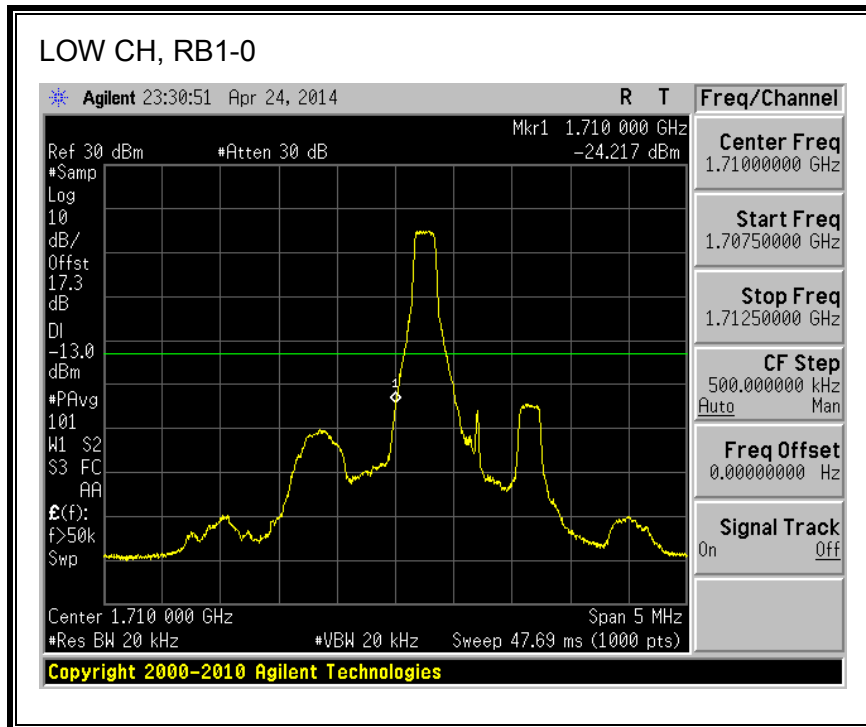 LOW CH, RB1-0
Agilent 23:30:51 Apr 24, 2014 R T
Mkr1 1.710 000 GHz
Ref 30 dBm #Atten 30 dB -24.217 dBm
#Samp
Log
10
dB/
Offst
17.3
dB
DI
-13.0
dBm
#PAvg
101
W1 S2
S3 FC
AA
£(f):
f>50k
Swp
1
Center 1.710 000 GHz Span 5 MHz
#Res BW 20 kHz #VBW 20 kHz Sweep 47.69 ms (1000 pts)
Copyright 2000-2010 Agilent Technologies
Freq/Channel
Center Freq
1.71000000 GHz
Start Freq
1.70750000 GHz
Stop Freq
1.71250000 GHz
CF Step
500.000000 kHz
Auto Man
Freq Offset
0.00000000 Hz
Signal Track
On Off